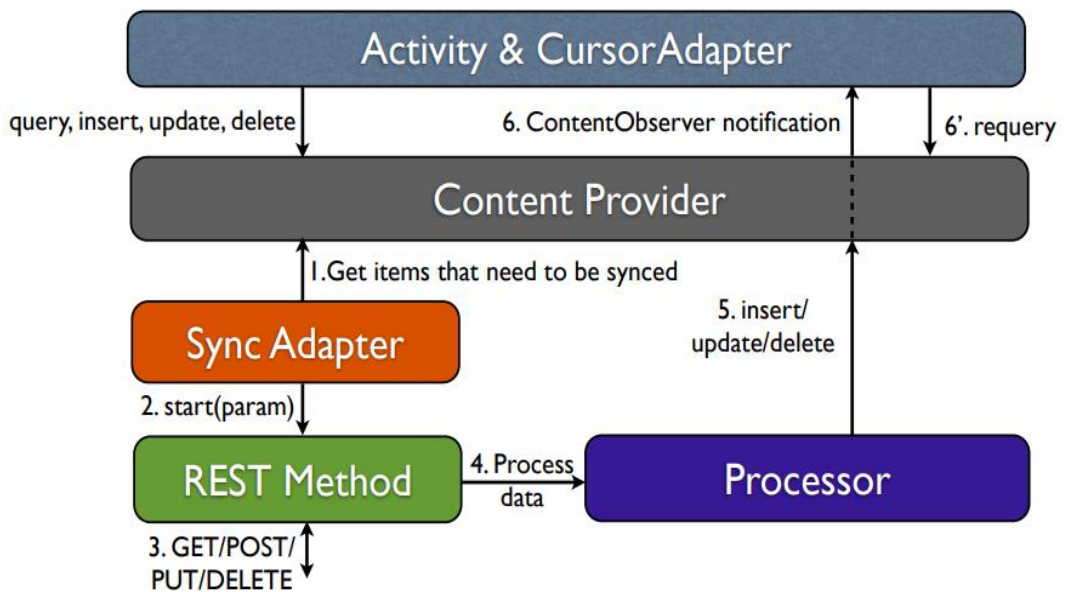 Activity & CursorAdapter
query, insert, update, delete
6. ContentObserver notification
6’. requery
Content Provider
1.Get items that need to be synced
Sync Adapter
5. insert/
update/delete
2. start(param)
REST Method
4. Process
data
Processor
3. GET/POST/
PUT/DELETE